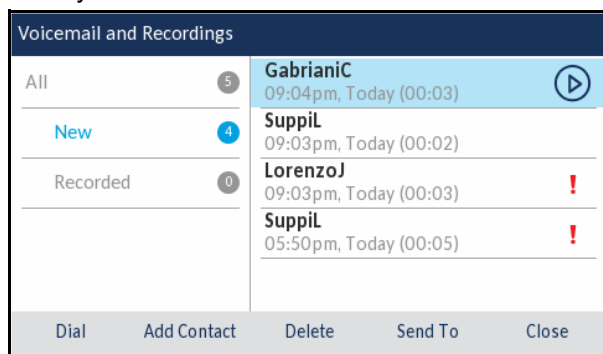 Voicemail and Recordings
All 5
New 4
Recorded 0
GabrianiC
09:04pm, Today (00:03)
SuppiL
09:03pm, Today (00:02)
LorenzoJ
09:03pm, Today (00:03)
!
SuppiL
05:50pm, Today (00:05)
!
Dial Add Contact Delete Send To Close